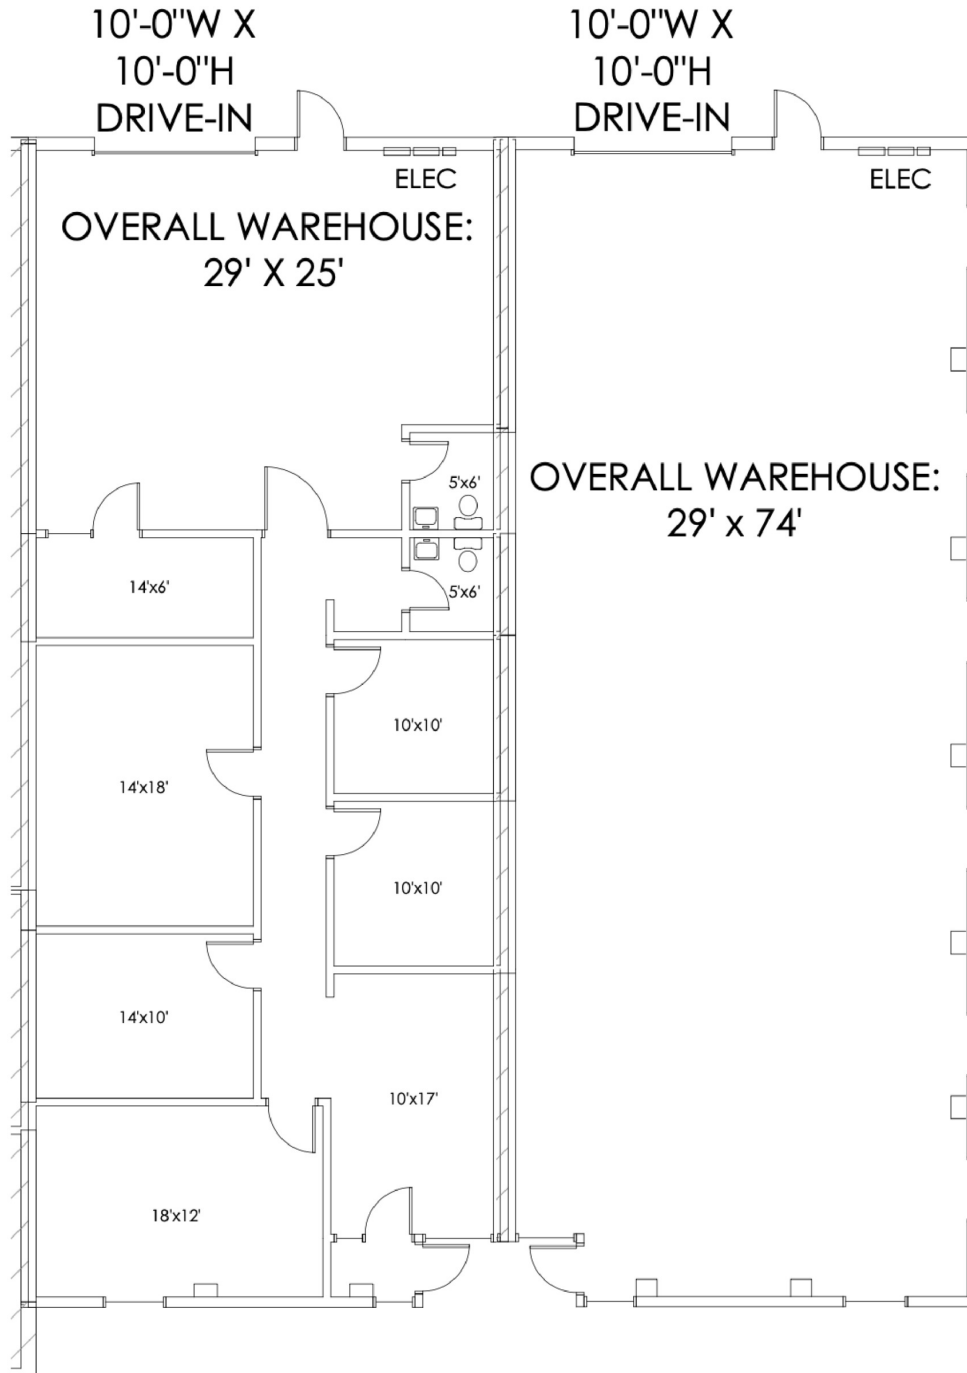 10'-0"W X
10'-0"H
DRIVE-IN
10'-0"W X
10'-0"H
DRIVE-IN
ELEC
ELEC
OVERALL WAREHOUSE:
29' X 25'
OVERALL WAREHOUSE:
29' x 74'
5'x6'
14'x6'
5'x6'
10'x10'
14'x18'
10'x10'
14'x10'
10'x17'
18'x12'